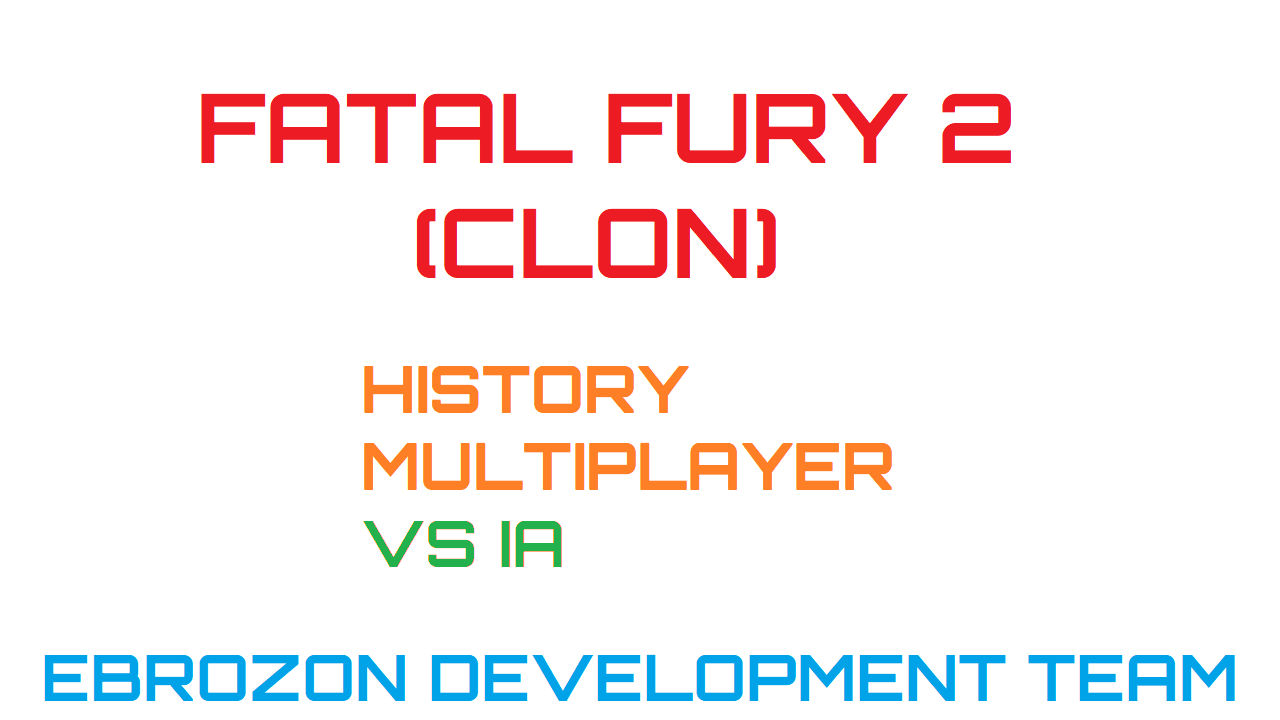 FATAL FURY 2
(CLON)
HISTORY
MULTIPLAYER
VS IA
EBROZON DEVELOPMENT TEAM